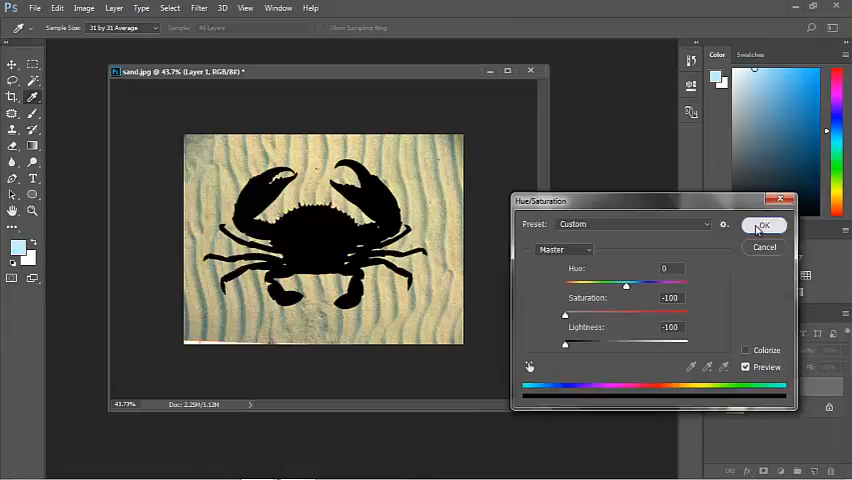 Ps File Edit Image Layer Type Select Filter 3D View Window Help
Sample Size: 31 by 31 Average Sample: All Layers Show Sampling Ring
Color Swatches
sand.jpg @ 43.7% (Layer 1, RGB/8#) *
Hue/Saturation
Preset: Custom
OK
Master
Cancel
Hue: 0
Saturation: -100
Lightness: -100
Colorize
Preview
43.73% Doc: 2.25M/5.12M